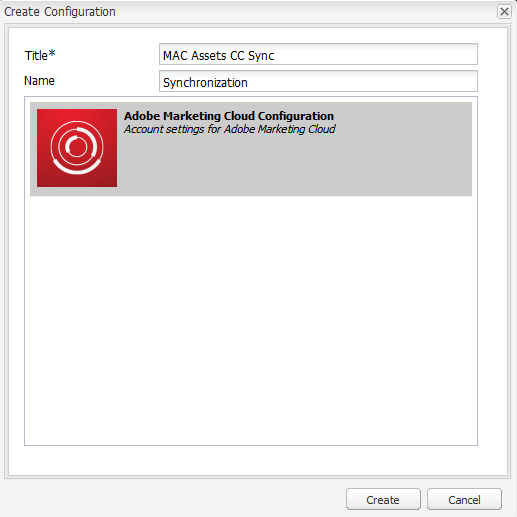 Create Configuration
Title*
MAC Assets CC Sync
Name
Synchronization
Adobe Marketing Cloud Configuration
Account settings for Adobe Marketing Cloud
Create
Cancel